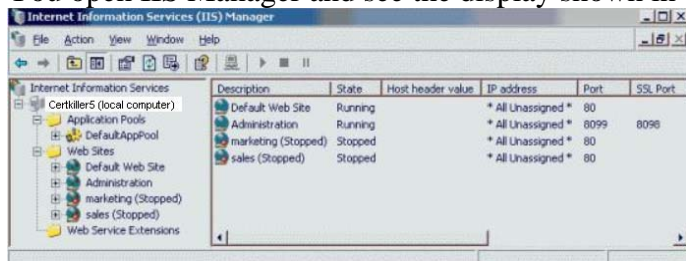 You open IIS Manager and see the display shown in
Internet Information Services (IIS) Manager
File Action View Window Help
Internet Information Services
Certkiller5 (local computer)
Application Pools
DefaultAppPool
Web Sites
Default Web Site
Administration
marketing (Stopped)
sales (Stopped)
Web Service Extensions
Description State Host header value IP address Port SSL Port
Default Web Site Running * All Unassigned * 80
Administration Running * All Unassigned * 8099 8098
marketing (Stopped) Stopped * All Unassigned * 80
sales (Stopped) Stopped * All Unassigned * 80